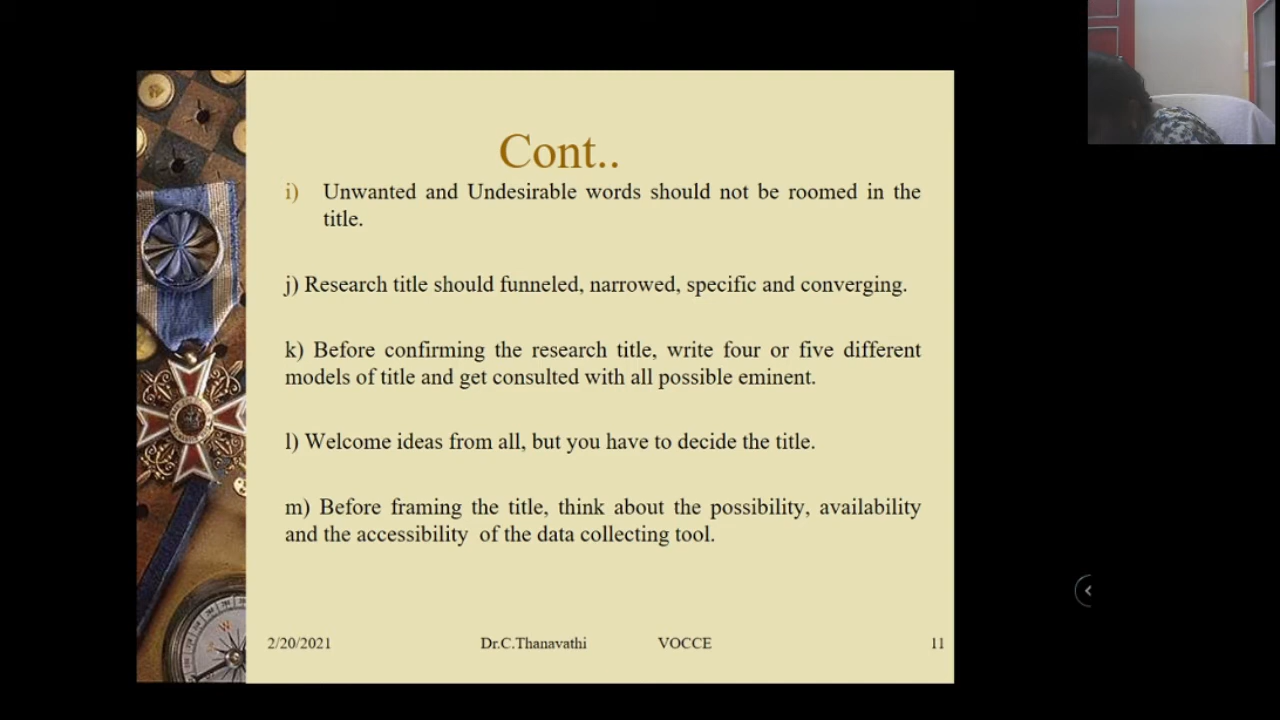 Cont..
i) Unwanted and Undesirable words should not be roomed in the
title.
j) Research title should funneled, narrowed, specific and converging.
k) Before confirming the research title, write four or five different
models of title and get consulted with all possible eminent.
l) Welcome ideas from all, but you have to decide the title.
m) Before framing the title, think about the possibility, availability
and the accessibility of the data collecting tool.
2/20/2021 Dr.C.Thanavathi VOCCE 11